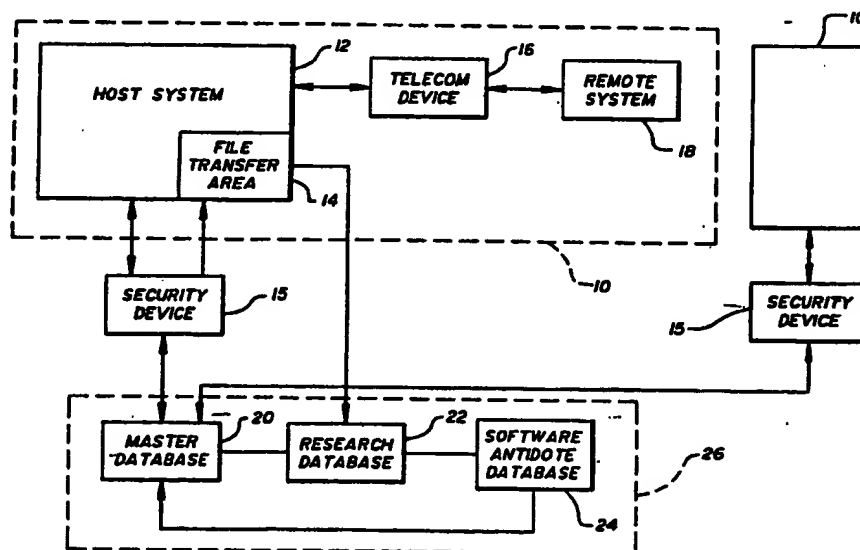 HOST SYSTEM
12
FILE
TRANSFER
AREA
14
TELECOM
DEVICE
16
REMOTE
SYSTEM
18
10
SECURITY
DEVICE
15
SECURITY
DEVICE
15
10
MASTER
DATABASE
20
RESEARCH
DATABASE
22
SOFTWARE
ANTIDOTE
DATABASE
24
26